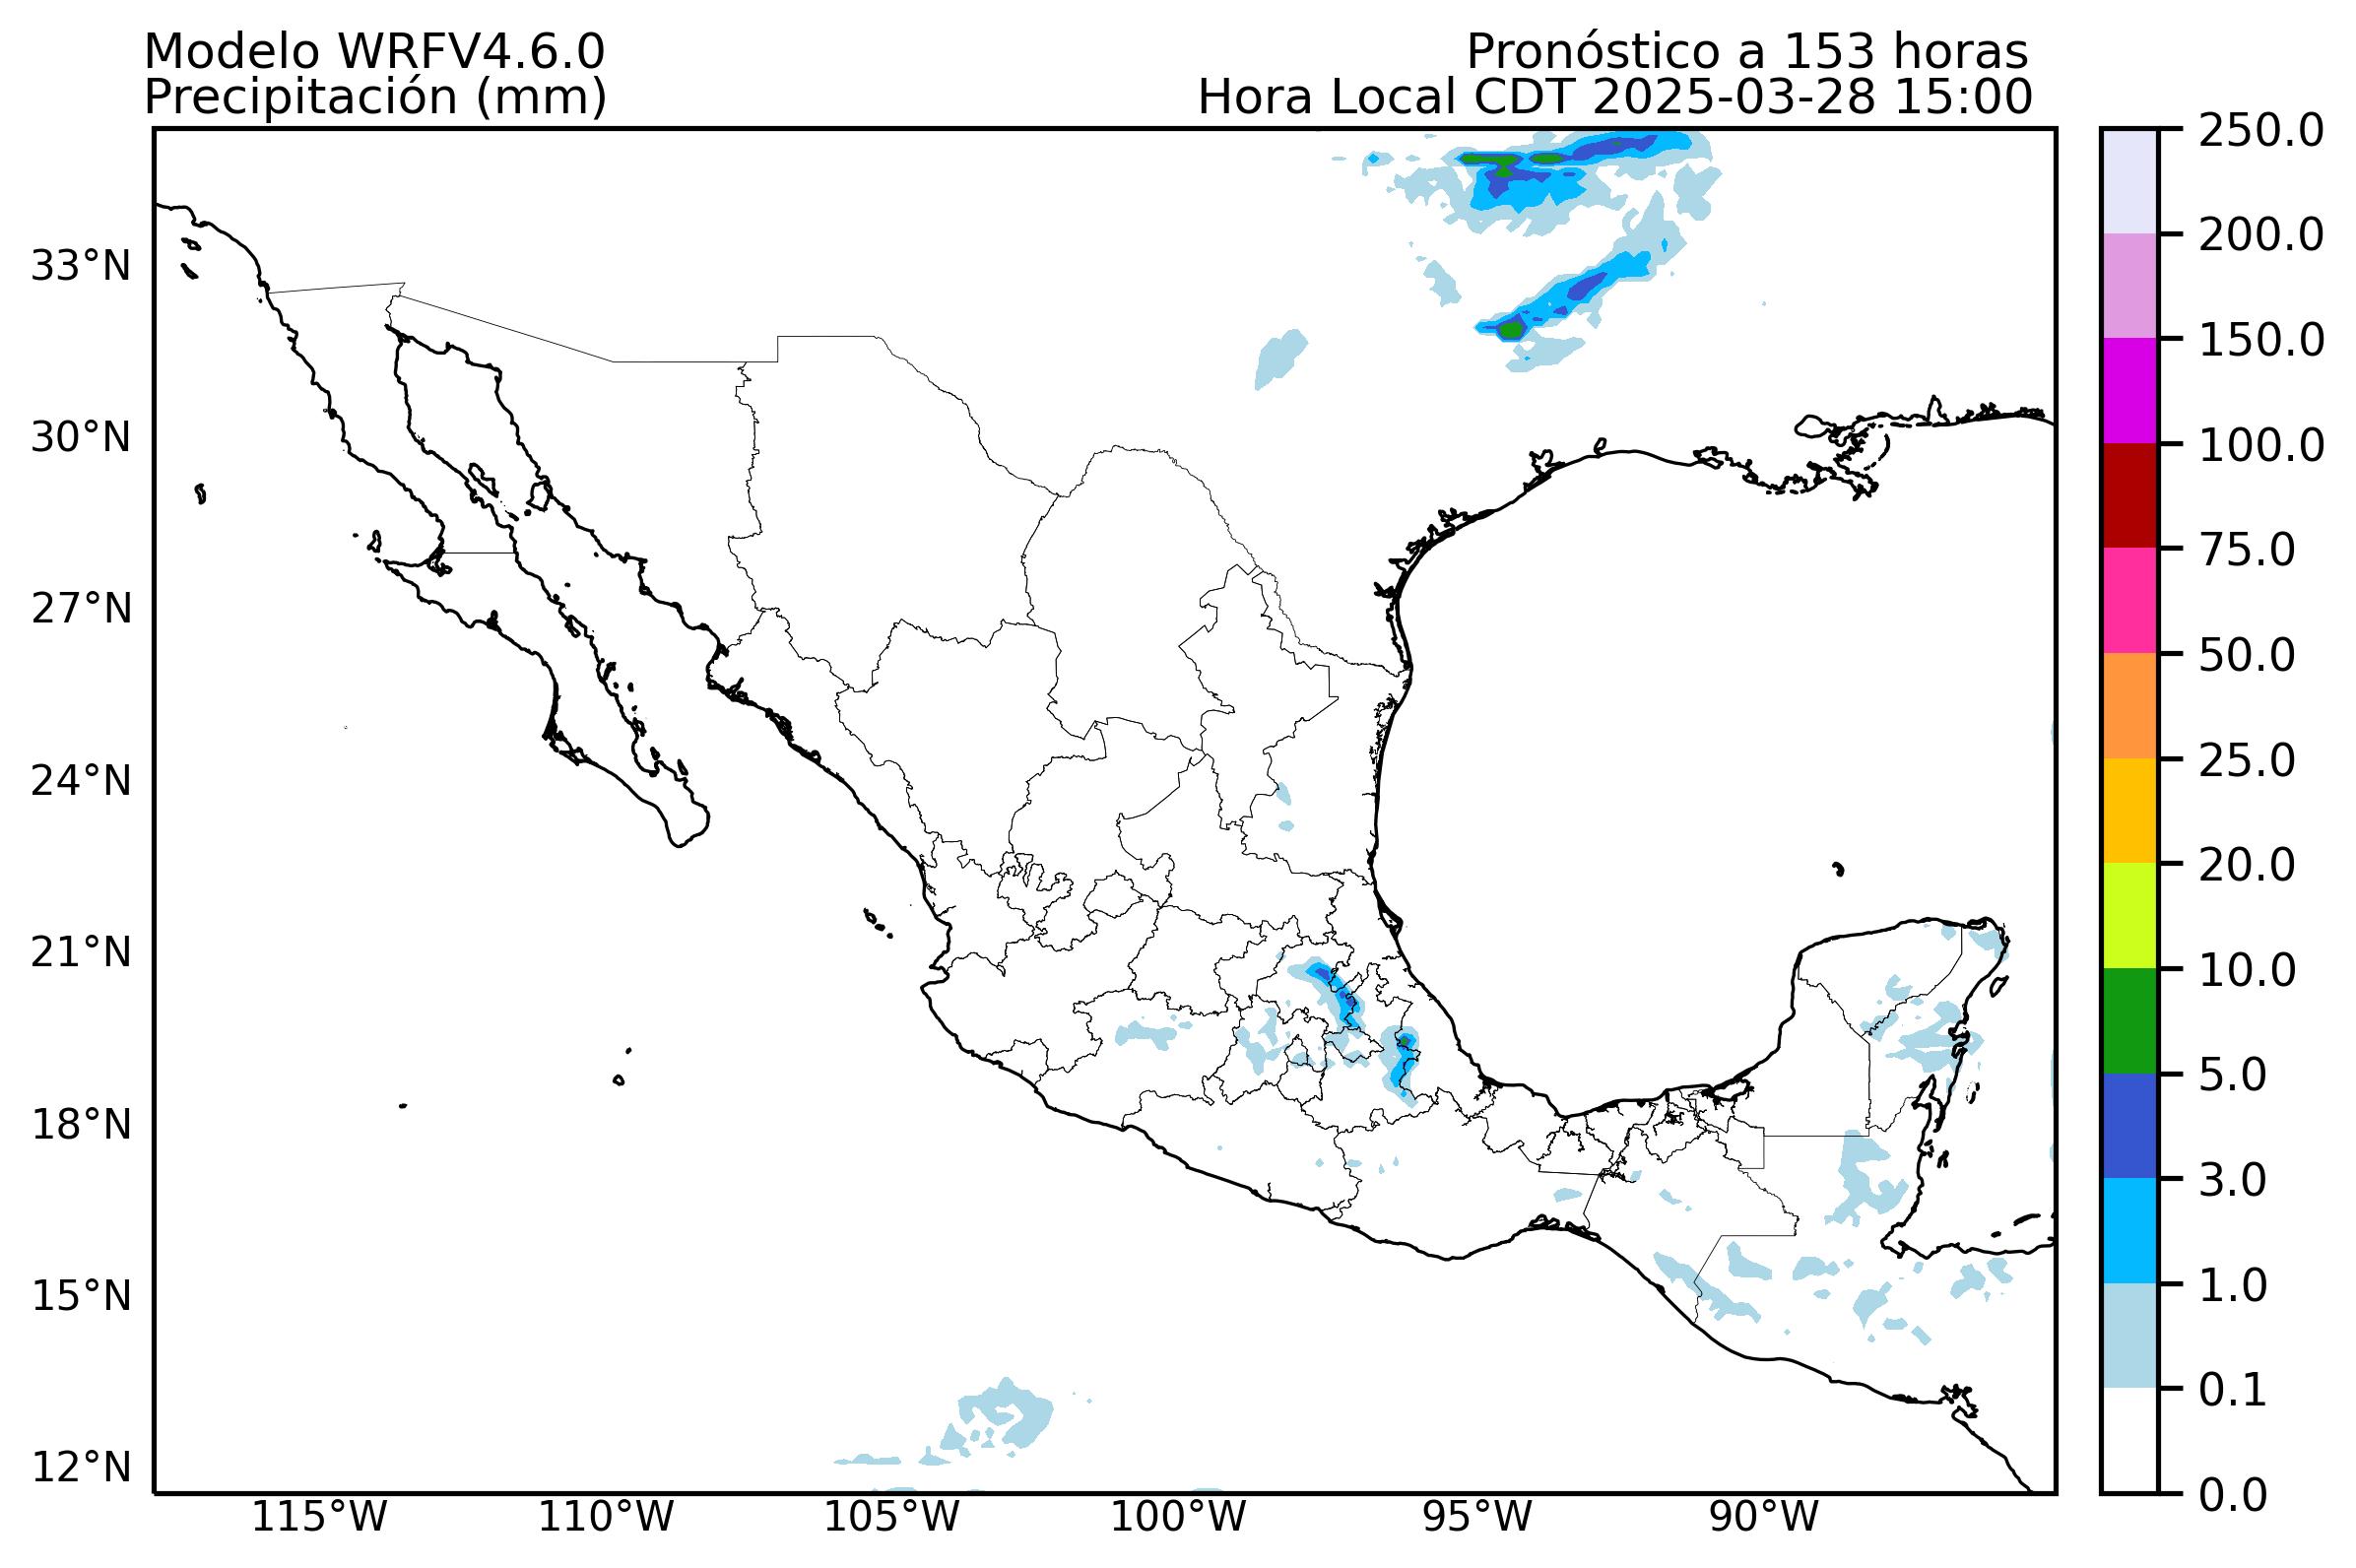 Modelo WRFV4.6.0
Precipitación (mm)
Pronóstico a 153 horas
Hora Local CDT 2025-03-28 15:00
33°N
30°N
27°N
24°N
21°N
18°N
15°N
12°N
115°W
110°W
105°W
100°W
95°W
90°W
250.0
200.0
150.0
100.0
75.0
50.0
25.0
20.0
10.0
5.0
3.0
1.0
0.1
0.0